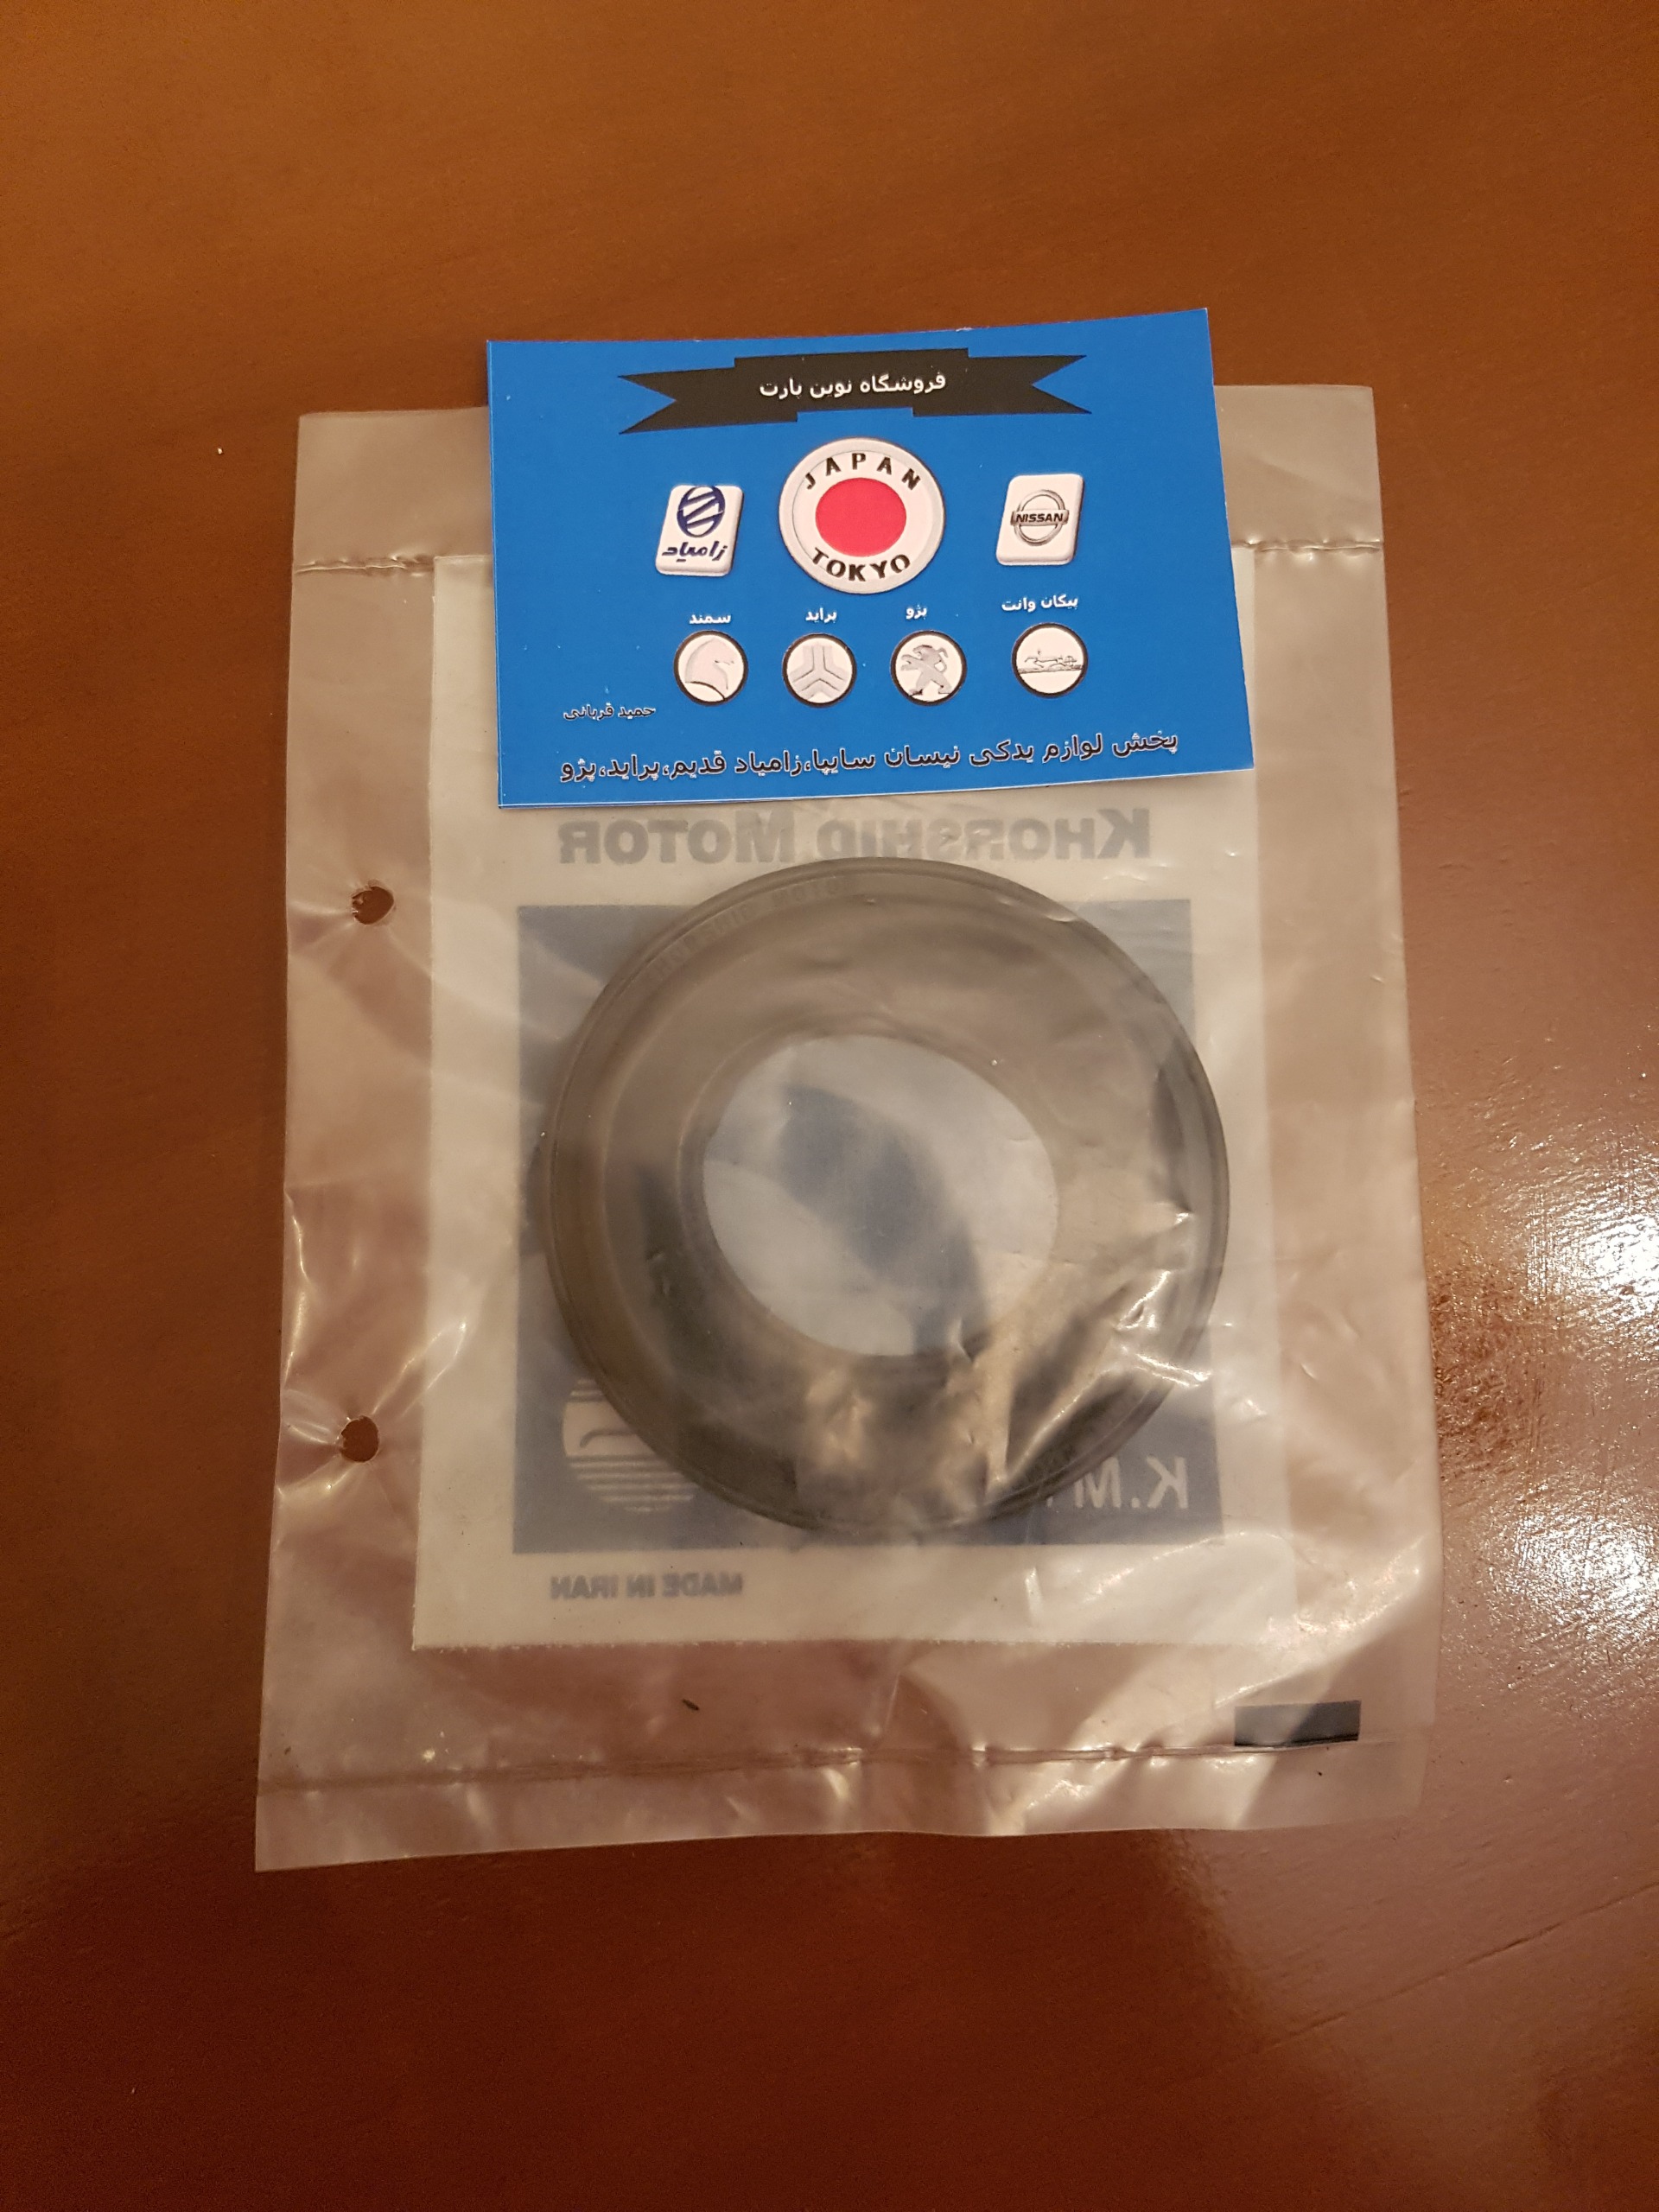 فروشگاه نوین پارت
JAPAN
TOKYO
زامیاد
NISSAN
پیکان وانت
پژو
پراید
سمند
حمید قربانی
پخش لوازم یدکی نیسان سایپا،زامیاد قدیم،پراید،پژو
KHORSHID MOTOR
K.M
MADE IN IRAN